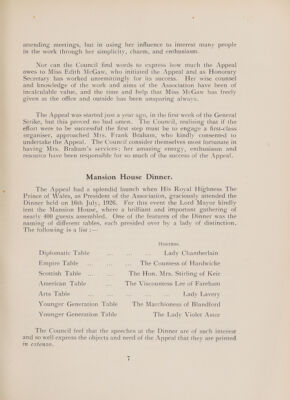 attending meetings, but in using her influence to interest many people
in the work through her simplicity, charm, and enthusiasm.
Nor can the Council find words to express how much the Appeal
owes to Miss Edith McGaw, who initiated the Appeal and as Honorary
Secretary has worked unremittingly for its success. Her wise counsel
and knowledge of the work and aims of the Association have been of
incalculable value, and the time and help that Miss McGaw has freely
given at the office and outside has been unsparing always.
The Appeal was started just a year ago, in the first week of the General
Strike, but this proved no bad omen. The Council, realising that if the
effort were to be successful the first step must be to engage a first-class
organiser, approached Mrs. Frank Braham, who kindly consented to
undertake the Appeal. The Council consider themselves most fortunate in
having Mrs. Braham's services; her amazing energy, enthusiasm and
resource have been responsible for so much of the success of the Appeal.
Mansion House Dinner.
The Appeal had a splendid launch when His Royal Highness The
Prince of Wales, as President of the Association, graciously attended the
Dinner held on 16th July, 1926. For this event the Lord Mayor kindly
lent the Mansion House, where a brilliant and important gathering of
nearly 400 guests assembled. One of the features of the Dinner was the
naming of different tables, each presided over by a lady of distinction.
The following is a list :—
Hostess.
Diplomatic Table ... ... ... Lady Chamberlain
Empire Table ... ... ... The Countess of Hardwicke
Scottish Table ... ... The Hon. Mrs. Stirling of Keir
American Table ... The Viscountess Lee of Fareham
Arts Table ... ... ... ... ... Lady Lavery
Younger Generation Table The Marchioness of Blandford
Younger Generation Table The Lady Violet Astor
The Council feel that the speeches at the Dinner are of such interest
and so well express the objects and need of the Appeal that they are printed
in extenso.
7